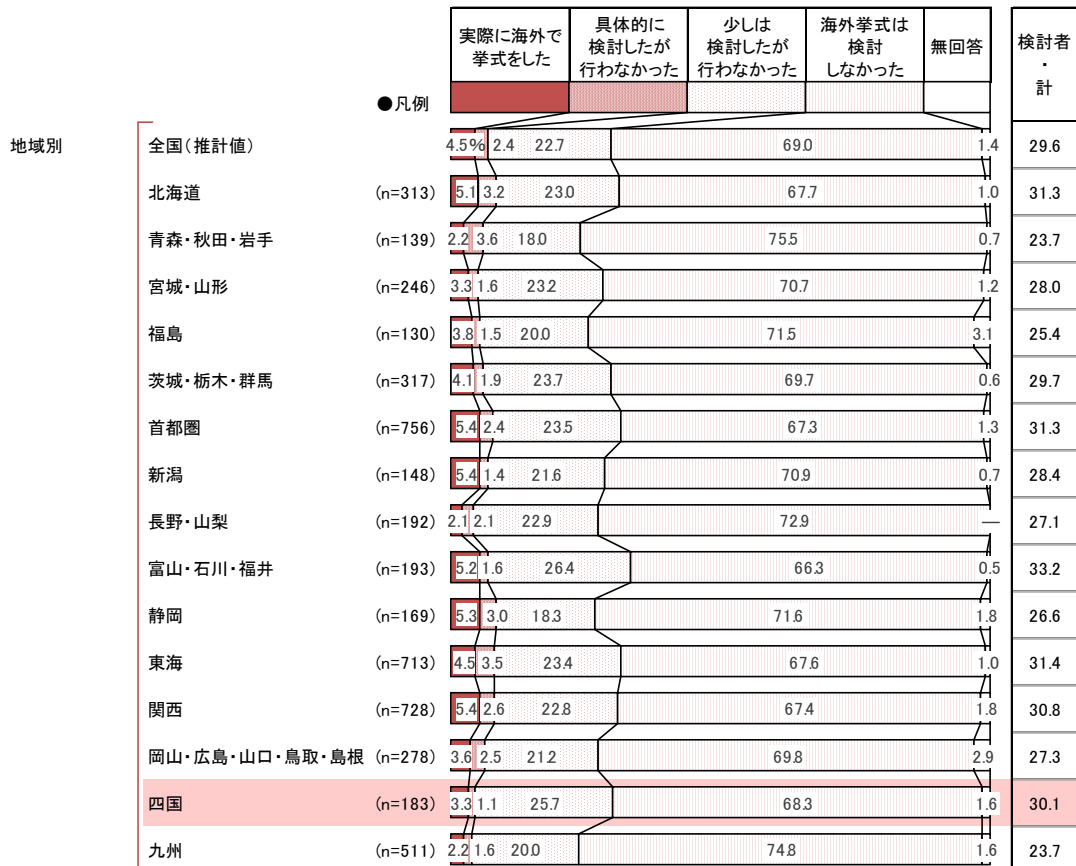 実際に海外で
挙式をした
具体的に
検討したが
行わなかった
少しは
検討したが
行わなかった
海外挙式は
検討
しなかった
無回答
検討者
・
計
●凡例
地域別
全国(推計値) 4.5% 2.4 22.7 69.0 1.4 29.6
北海道 (n=313) 5.1 3.2 23.0 67.7 1.0 31.3
青森・秋田・岩手 (n=139) 2.2 3.6 18.0 75.5 0.7 23.7
宮城・山形 (n=246) 3.3 1.6 23.2 70.7 1.2 28.0
福島 (n=130) 3.8 1.5 20.0 71.5 3.1 25.4
茨城・栃木・群馬 (n=317) 4.1 1.9 23.7 69.7 0.6 29.7
首都圏 (n=756) 5.4 2.4 23.5 67.3 1.3 31.3
新潟 (n=148) 5.4 1.4 21.6 70.9 0.7 28.4
長野・山梨 (n=192) 2.1 2.1 22.9 72.9 — 27.1
富山・石川・福井 (n=193) 5.2 1.6 26.4 66.3 0.5 33.2
静岡 (n=169) 5.3 3.0 18.3 71.6 1.8 26.6
東海 (n=713) 4.5 3.5 23.4 67.6 1.0 31.4
関西 (n=728) 5.4 2.6 22.8 67.4 1.8 30.8
岡山・広島・山口・鳥取・島根 (n=278) 3.6 2.5 21.2 69.8 2.9 27.3
四国 (n=183) 3.3 1.1 25.7 68.3 1.6 30.1
九州 (n=511) 2.2 1.6 20.0 74.8 1.6 23.7